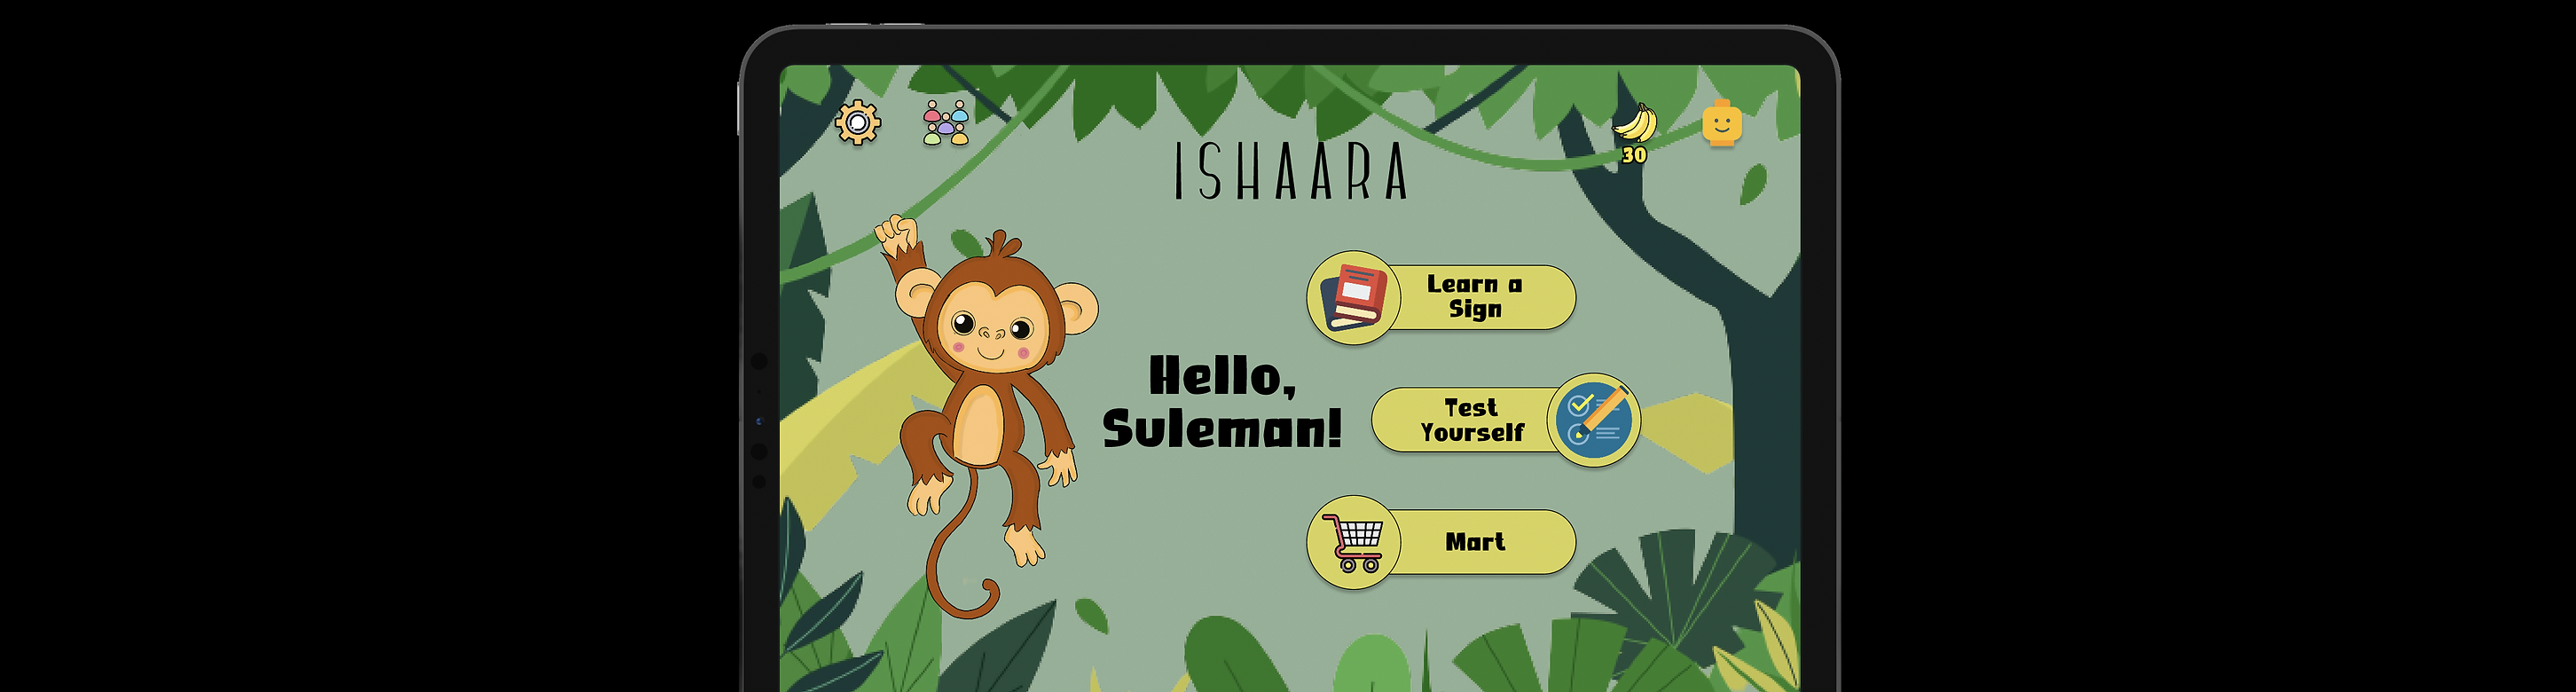 30
ISHAARA
Learn a
Sign
Hello,
Suleman!
Test
Yourself
Mart